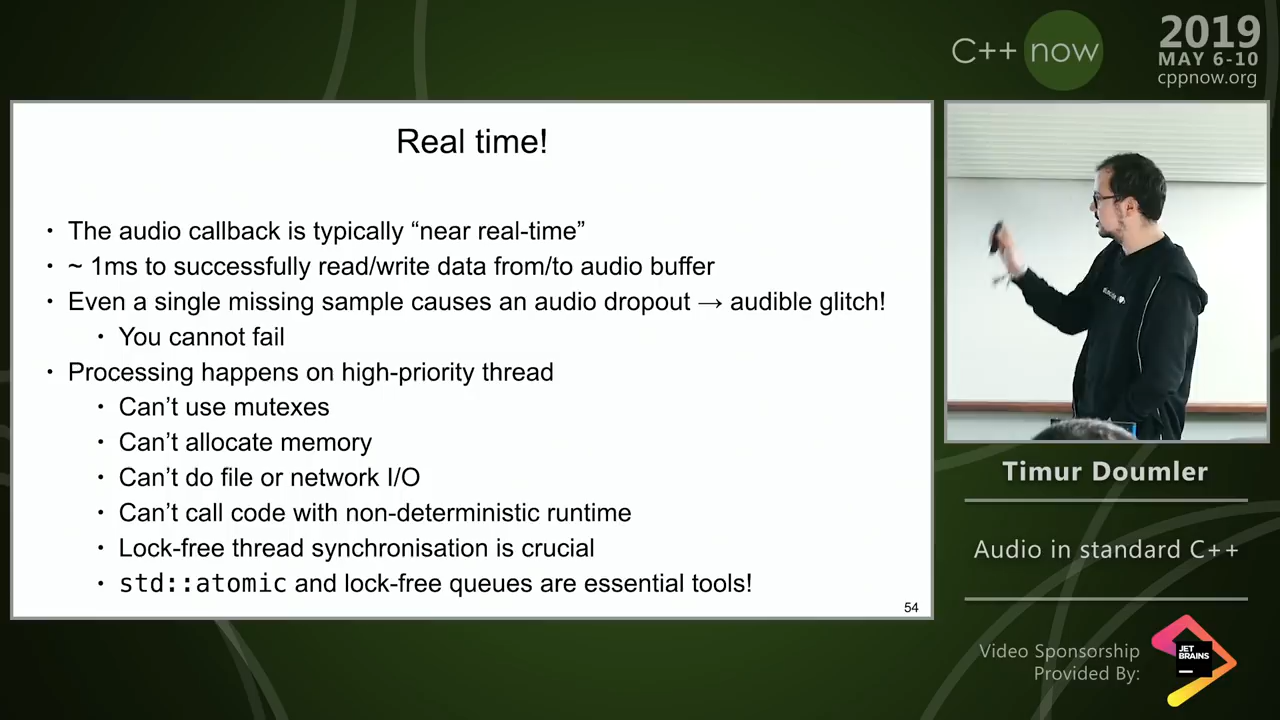 C++ now
2019
MAY 6-10
cppnow.org
Real time!
• The audio callback is typically “near real-time”
• ~ 1ms to successfully read/write data from/to audio buffer
• Even a single missing sample causes an audio dropout → audible glitch!
• You cannot fail
• Processing happens on high-priority thread
• Can’t use mutexes
• Can’t allocate memory
• Can’t do file or network I/O
• Can’t call code with non-deterministic runtime
• Lock-free thread synchronisation is crucial
• std::atomic and lock-free queues are essential tools!
54
Timur Doumler
Audio in standard C++
Video Sponsorship
Provided By:
JET
BRAINS